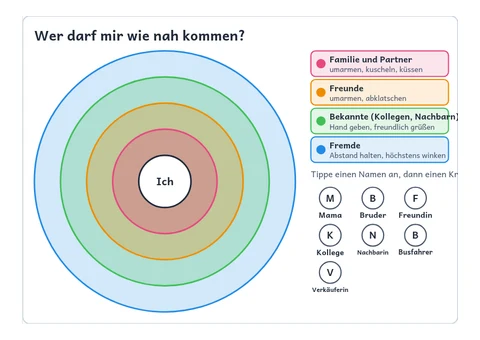 Wer darf mir wie nah kommen?
Ich
Familie und Partner
umarmen, kuscheln, küssen
Freunde
umarmen, abklatschen
Bekannte (Kollegen, Nachbarn)
Hand geben, freundlich grüßen
Fremde
Abstand halten, höchstens winken
Tippe einen Namen an, dann einen Kr
M B F
Mama Bruder Freundin
K N B
Kollege Nachbarin Busfahrer
V
Verkäuferin